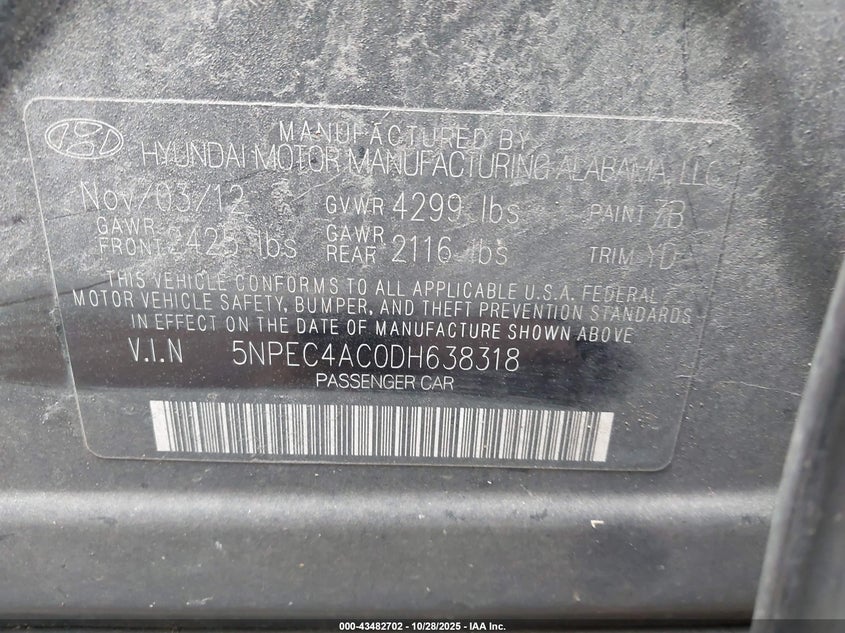 MANUFACTURED BY
HYUNDAI MOTOR MANUFACTURING ALABAMA, LLC
Nov/03/12 GVWR 4299 lbs PAINT ZB
GAWR FRONT 2425 lbs GAWR REAR 2116 lbs TRIM YD
THIS VEHICLE CONFORMS TO ALL APPLICABLE U.S.A. FEDERAL
MOTOR VEHICLE SAFETY, BUMPER, AND THEFT PREVENTION STANDARDS
IN EFFECT ON THE DATE OF MANUFACTURE SHOWN ABOVE
V.I.N 5NPEC4AC0DH638318
PASSENGER CAR
000-43482702 - 10/28/2025 - IAA Inc.